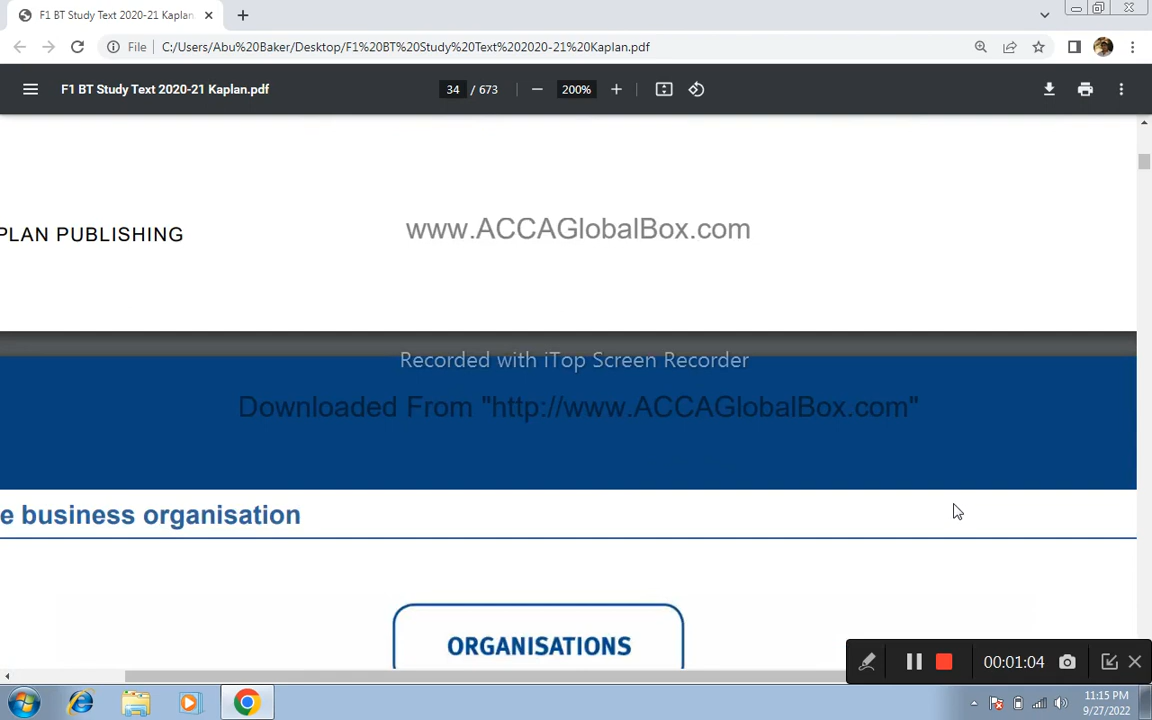 F1 BT Study Text 2020-21 Kaplan
File
C:/Users/Abu%20Baker/Desktop/F1%20BT%20Study%20Text%202020-21%20Kaplan.pdf
F1 BT Study Text 2020-21 Kaplan.pdf
34 / 673
200%
PLAN PUBLISHING
www.ACCAGlobalBox.com
Recorded with iTop Screen Recorder
Downloaded From "http://www.ACCAGlobalBox.com"
e business organisation
ORGANISATIONS
00:01:04
11:15 PM
9/27/2022